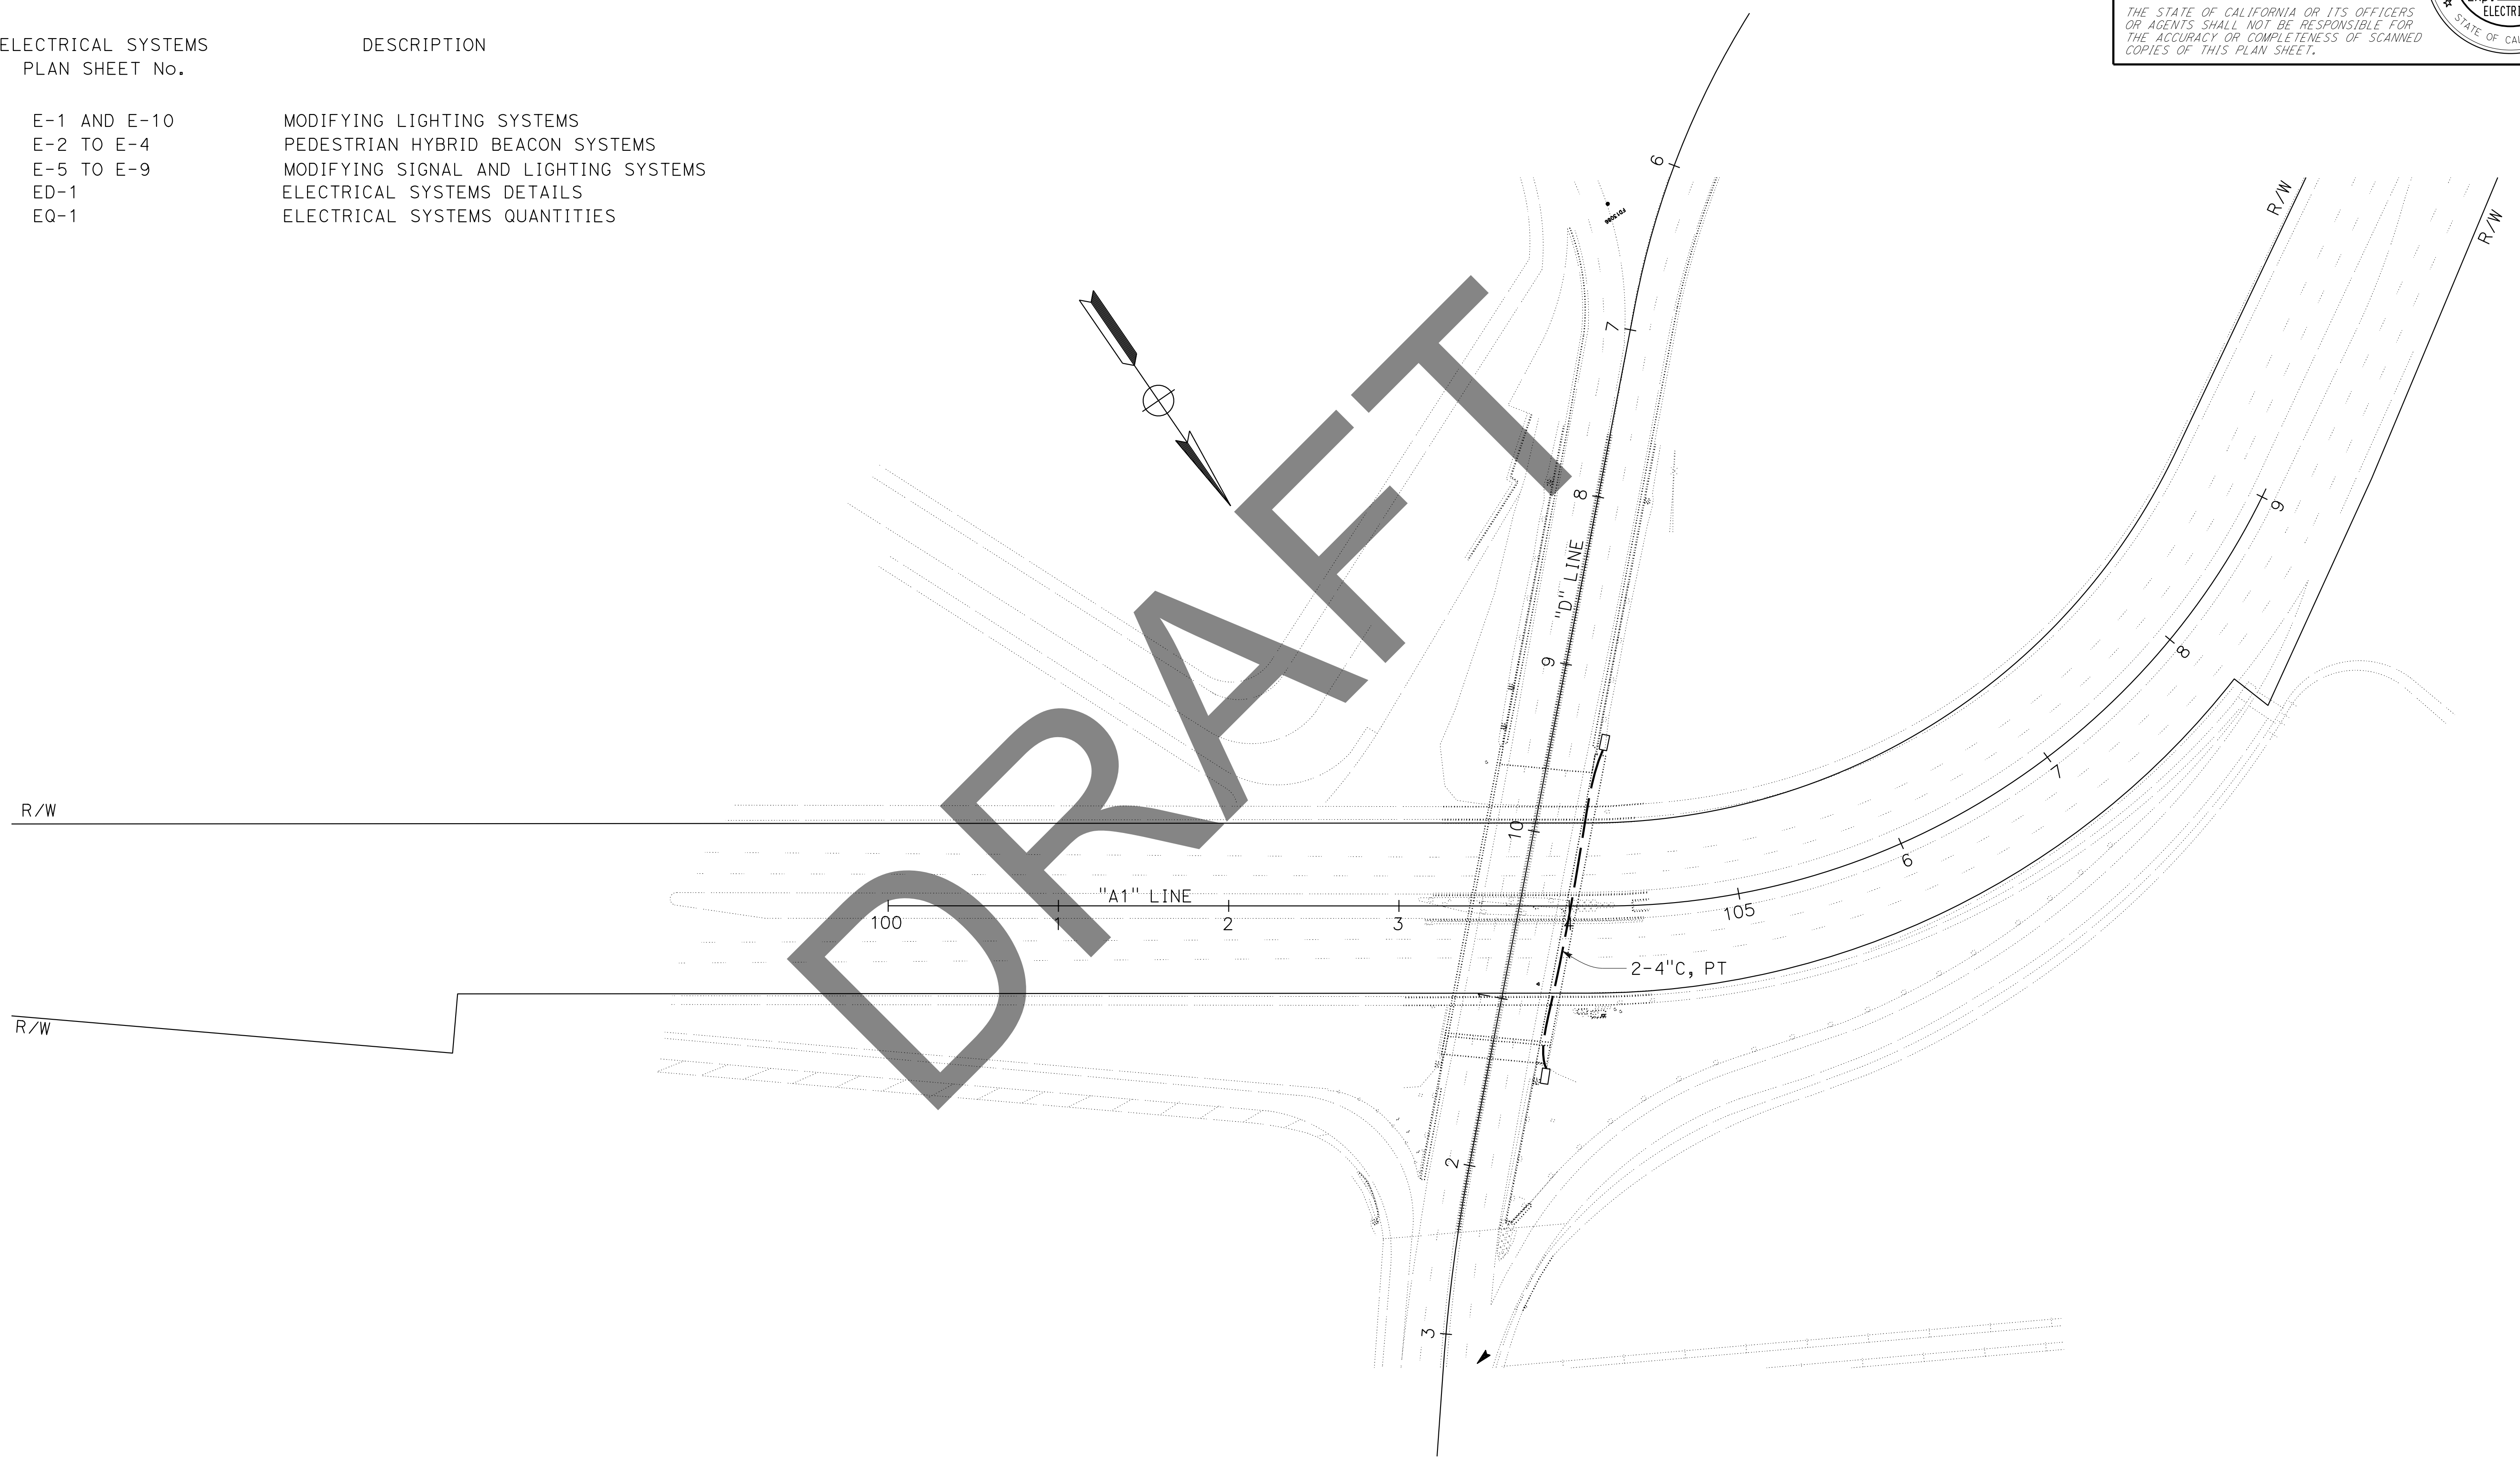 ELECTRICAL SYSTEMS DESCRIPTION
PLAN SHEET No.
E-1 AND E-10 MODIFYING LIGHTING SYSTEMS
E-2 TO E-4 PEDESTRIAN HYBRID BEACON SYSTEMS
E-5 TO E-9 MODIFYING SIGNAL AND LIGHTING SYSTEMS
ED-1 ELECTRICAL SYSTEMS DETAILS
EQ-1 ELECTRICAL SYSTEMS QUANTITIES
THE STATE OF CALIFORNIA OR ITS OFFICERS
OR AGENTS SHALL NOT BE RESPONSIBLE FOR
THE ACCURACY OR COMPLETENESS OF SCANNED
COPIES OF THIS PLAN SHEET.
STATE OF
6
R/W
R/W
7
8
9
"D" LINE
8
9
7
R/W
10
6
"A1" LINE
100
1
2
3
4
105
2-4"C, PT
1
R/W
2
3
DRAFT